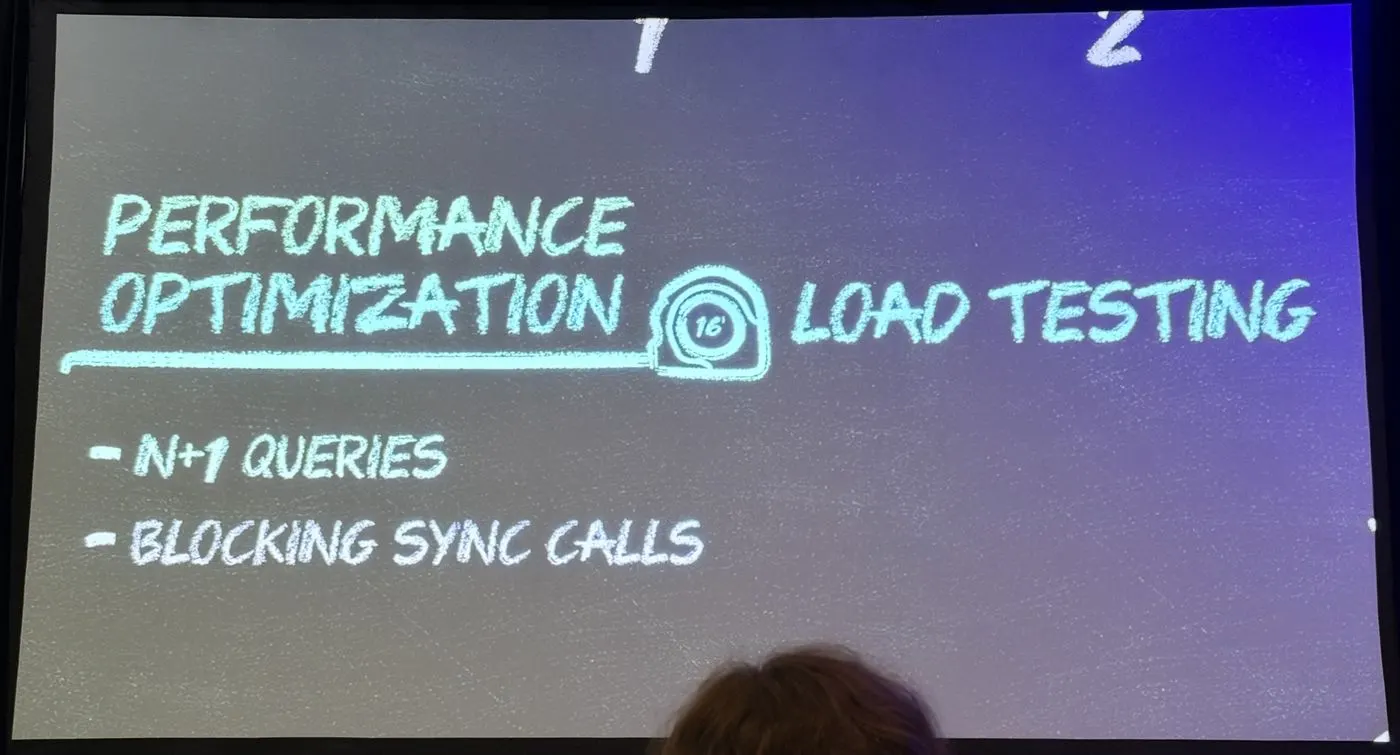 1 2
PERFORMANCE
OPTIMIZATION
16'
LOAD TESTING
- N+1 QUERIES
- BLOCKING SYNC CALLS